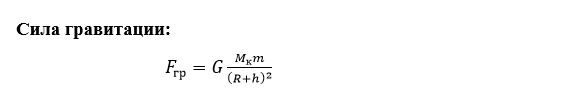 Сила гравитации:
F_гр = G M_к m / (R+h)²